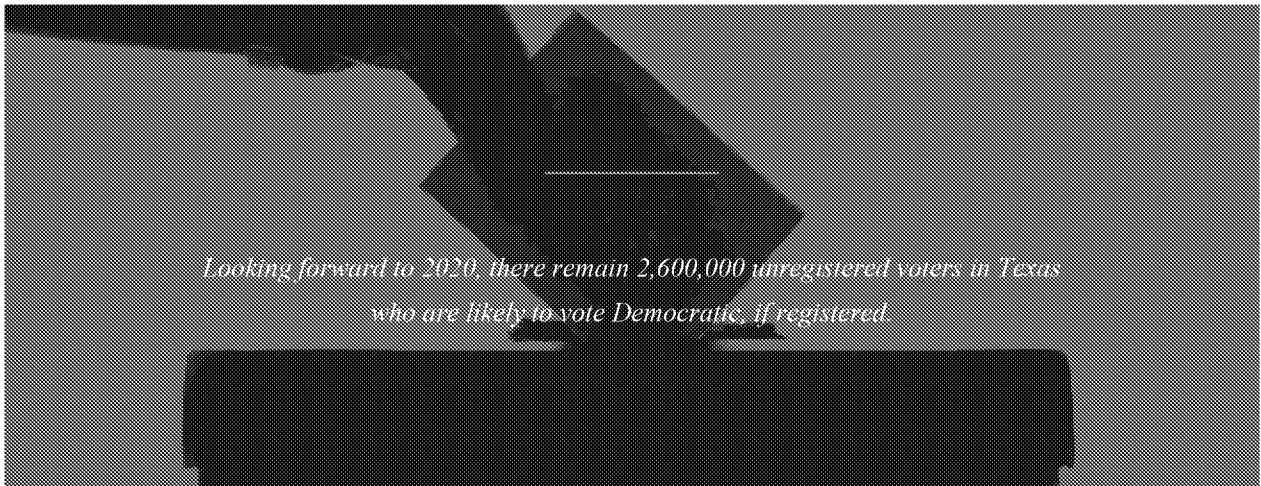 Looking forward to 2020, there remain 2,600,000 unregistered voters in Texas
who are likely to vote Democratic, if registered.